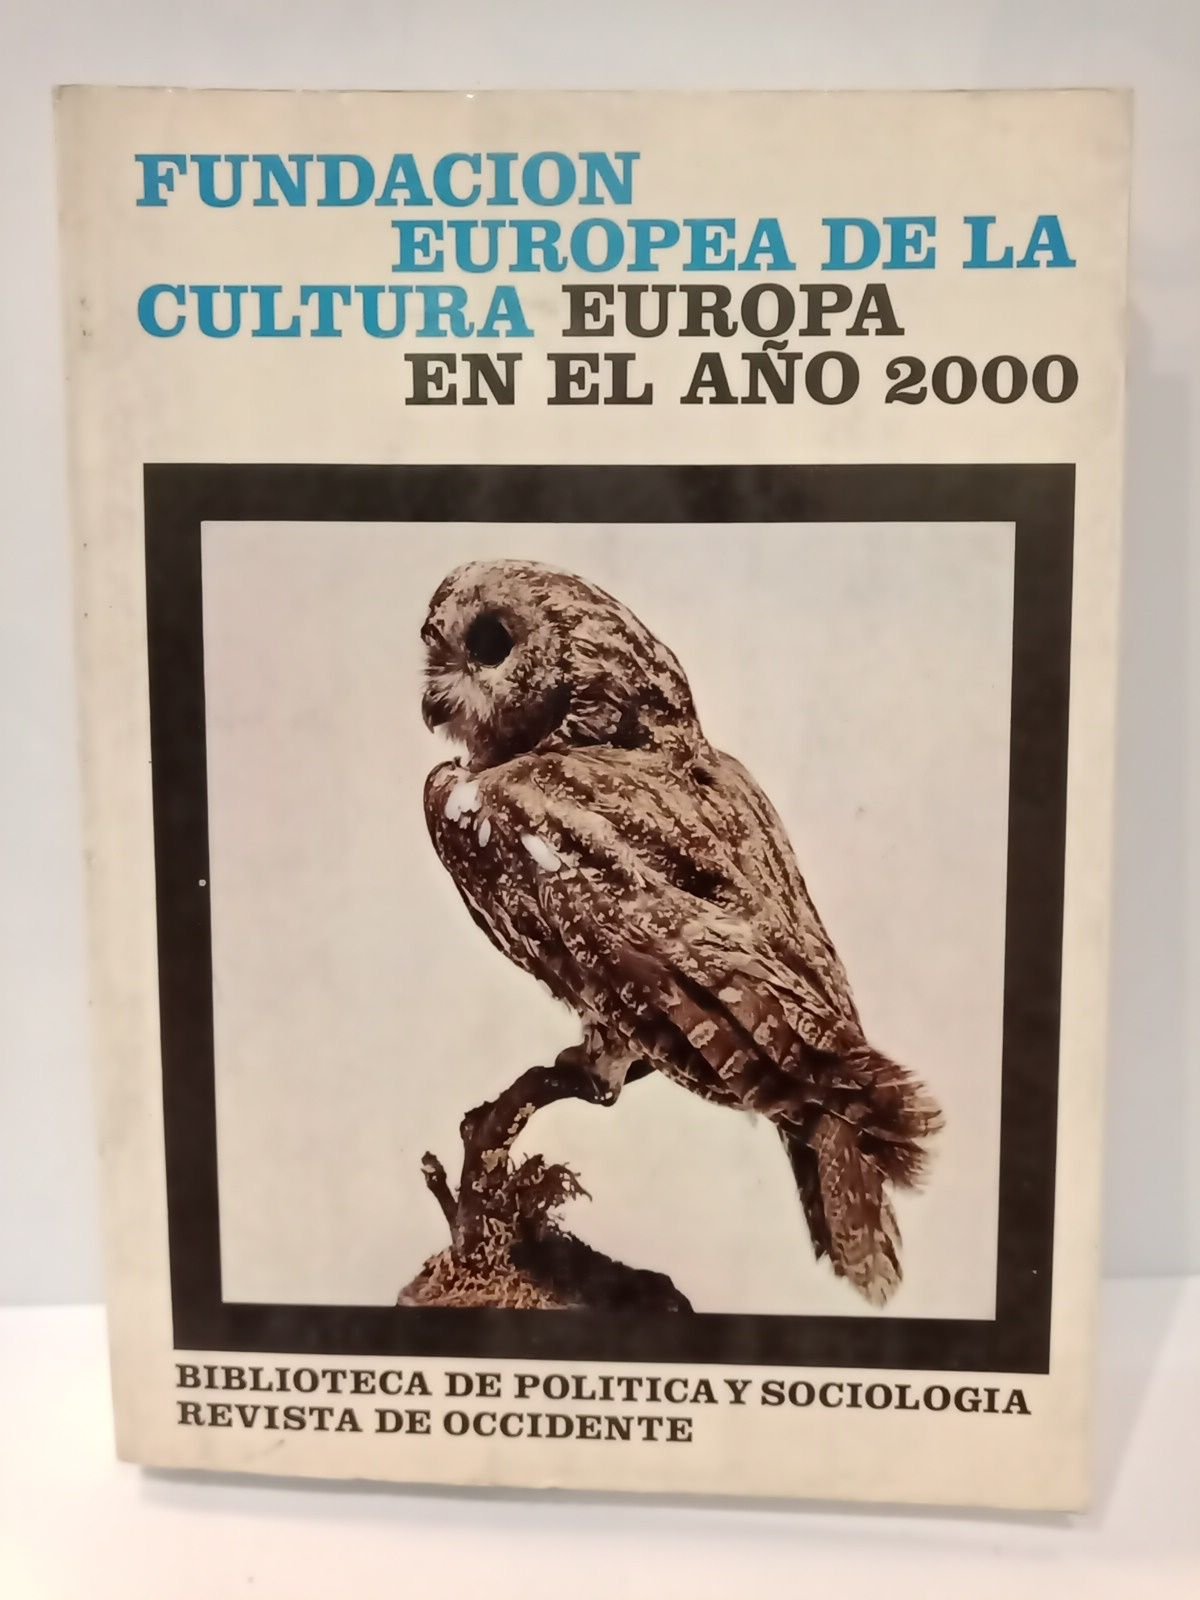 FUNDACION
EUROPEA DE LA
CULTURA EUROPA
EN EL AÑO 2000
BIBLIOTECA DE POLITICA Y SOCIOLOGIA
REVISTA DE OCCIDENTE